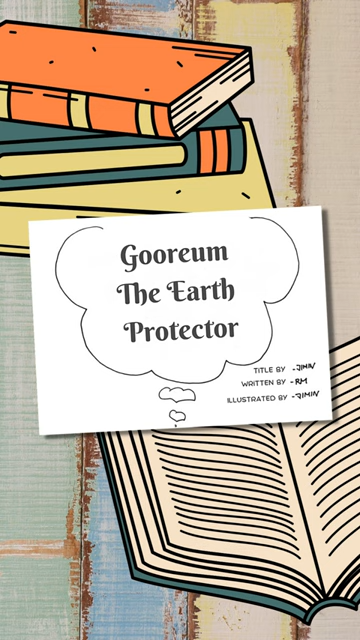 Gooreum
The Earth
Protector
TITLE BY - JIMIN
WRITTEN BY - RM
ILLUSTRATED BY - JIMIN